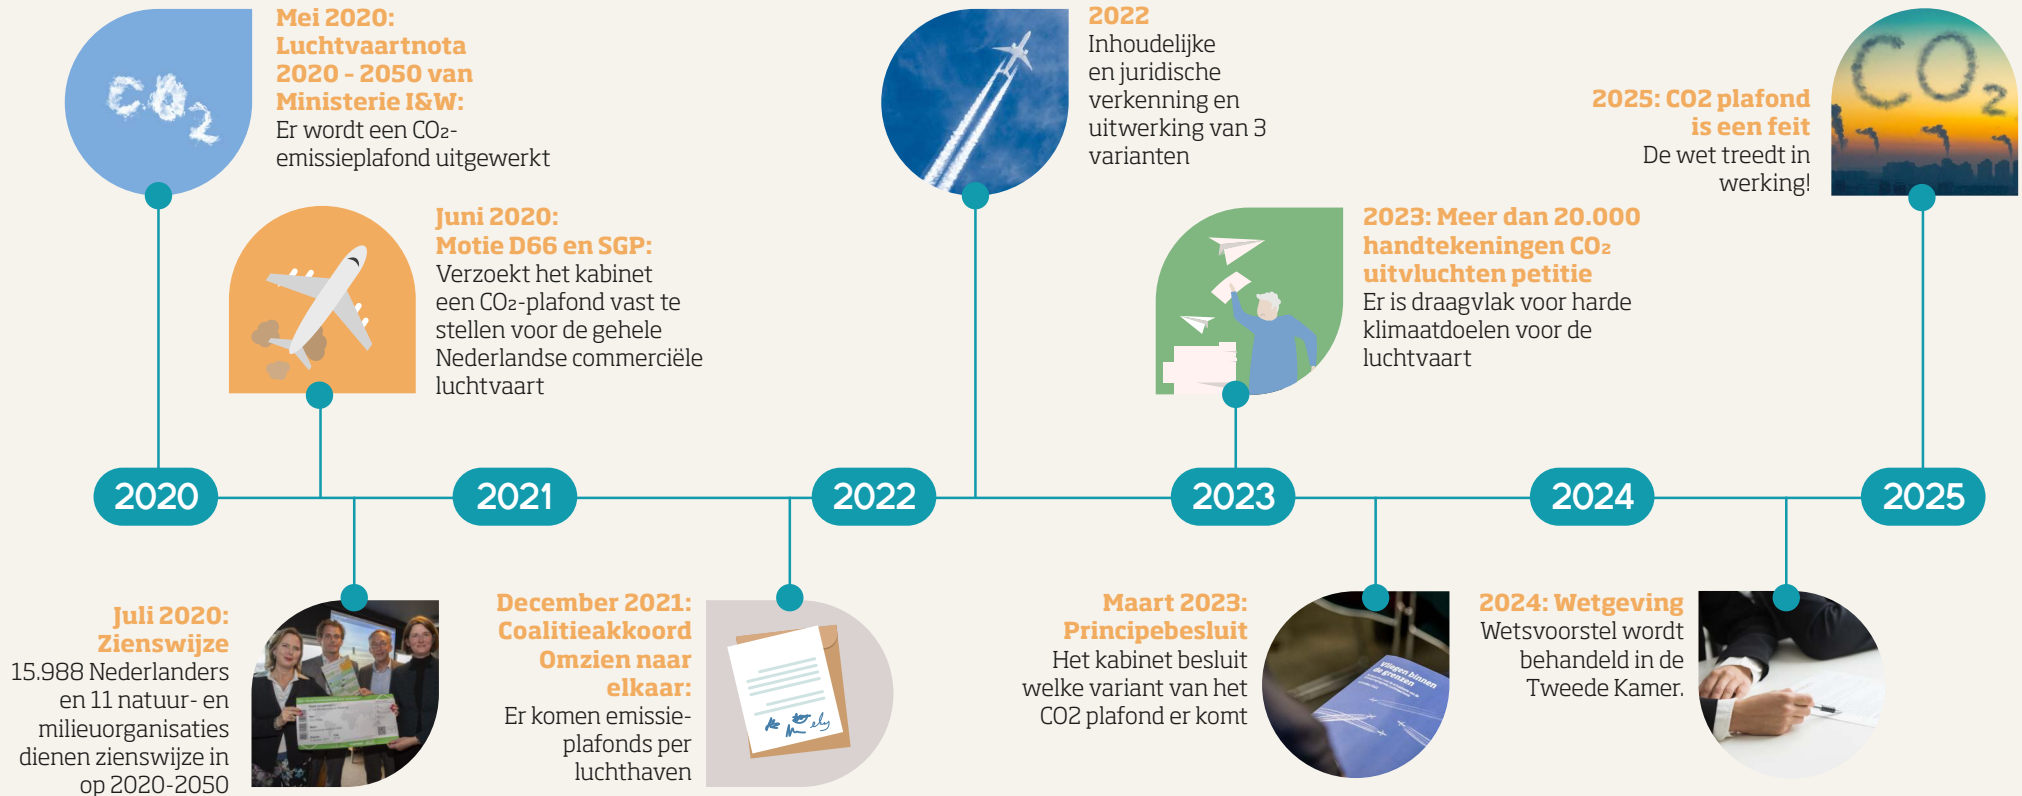 Mei 2020:
Luchtvaartnota
2020 - 2050 van
Ministerie I&W:
Er wordt een CO₂-
emissieplafond uitgewerkt
CO₂
Juni 2020:
Motie D66 en SGP:
Verzoekt het kabinet
een CO₂-plafond vast te
stellen voor de gehele
Nederlandse commerciële
luchtvaart
2022
Inhoudelijke
en juridische
verkenning en
uitwerking van 3
varianten
2023: Meer dan 20.000
handtekeningen CO₂
uitvluchten petitie
Er is draagvlak voor harde
klimaatdoelen voor de
luchtvaart
2025: CO2 plafond
is een feit
De wet treedt in
werking!
CO₂
2020
2021
2022
2023
2024
2025
Juli 2020:
Zienswijze
15.988 Nederlanders
en 11 natuur- en
milieuorganisaties
dienen zienswijze in
op 2020-2050
December 2021:
Coalitieakkoord
Omzien naar
elkaar:
Er komen emissie-
plafonds per
luchthaven
Maart 2023:
Principebesluit
Het kabinet besluit
welke variant van het
CO2 plafond er komt
Vliegen binnen
de grenzen
2024: Wetgeving
Wetsvoorstel wordt
behandeld in de
Tweede Kamer.